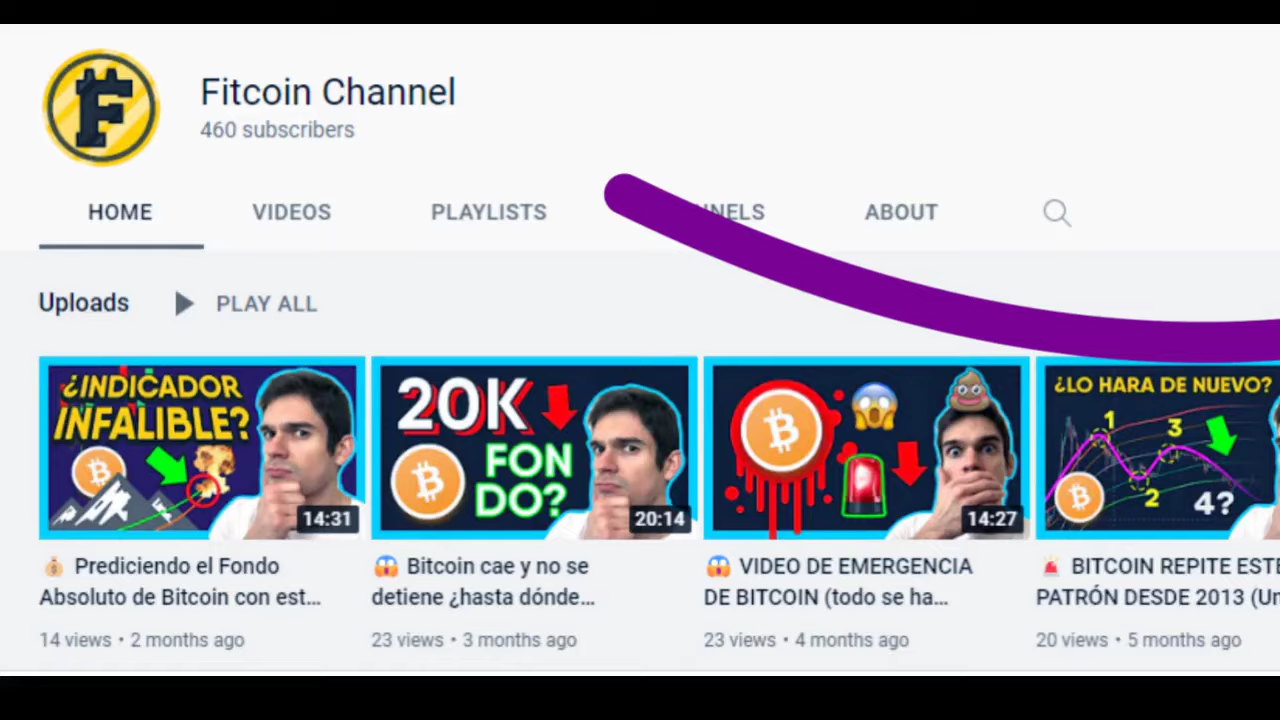 F
Fitcoin Channel
460 subscribers
HOME VIDEOS PLAYLISTS NNELS ABOUT
Uploads PLAY ALL
¿INDICADOR
INFALIBLE?
14:31
20K
FON
DO?
20:14
14:27
¿LO HARA DE NUEVO?
1
3
2
4?
💰 Prediciendo el Fondo
Absoluto de Bitcoin con est...
14 views • 2 months ago
😱 Bitcoin cae y no se
detiene ¿hasta dónde...
23 views • 3 months ago
😱 VIDEO DE EMERGENCIA
DE BITCOIN (todo se ha...
23 views • 4 months ago
🚨 BITCOIN REPITE ESTE
PATRÓN DESDE 2013 (Un
20 views • 5 months ago